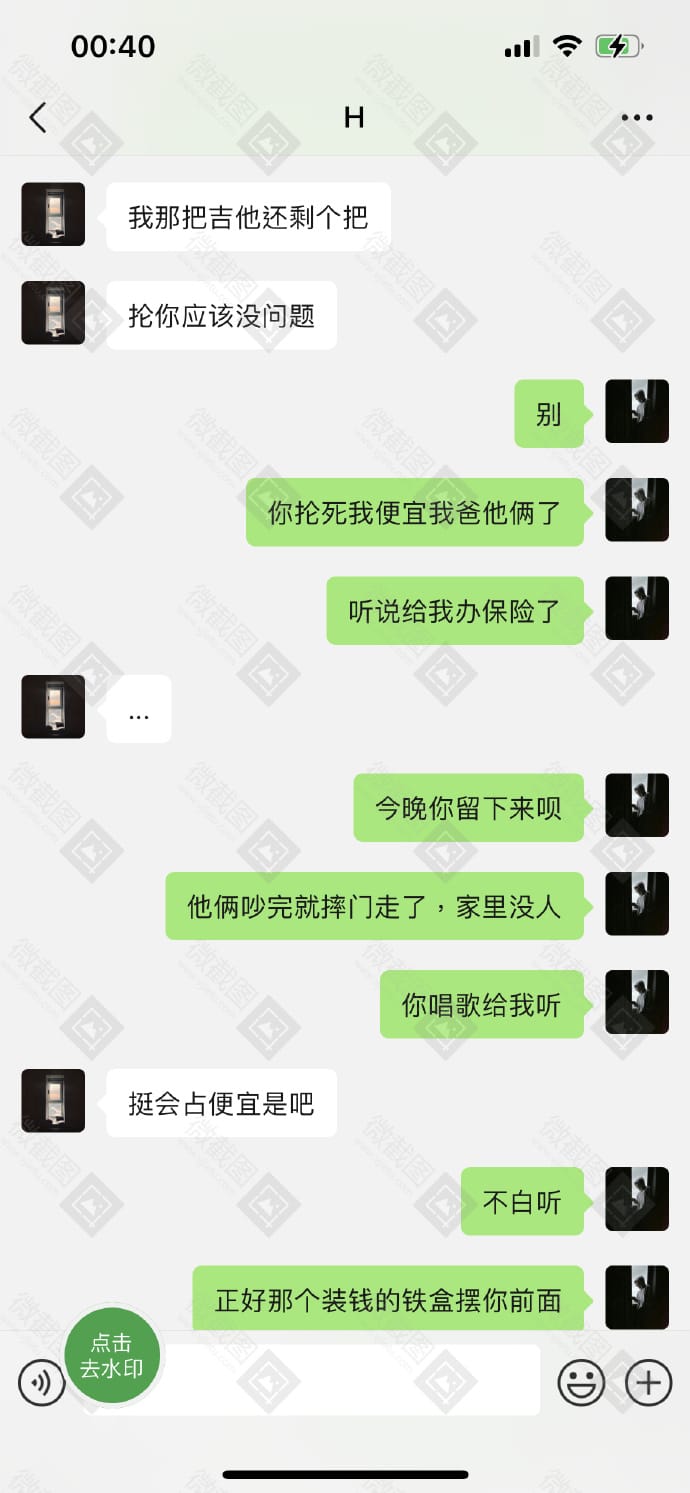 00:40
H
我那把吉他还剩个把
抡你应该没问题
别
你抡死我便宜我爸他俩了
听说给我办保险了
...
今晚你留下来呗
他俩吵完就摔门走了，家里没人
你唱歌给我听
挺会占便宜是吧
不白听
正好那个装钱的铁盒摆你前面
点击
去水印
微截图